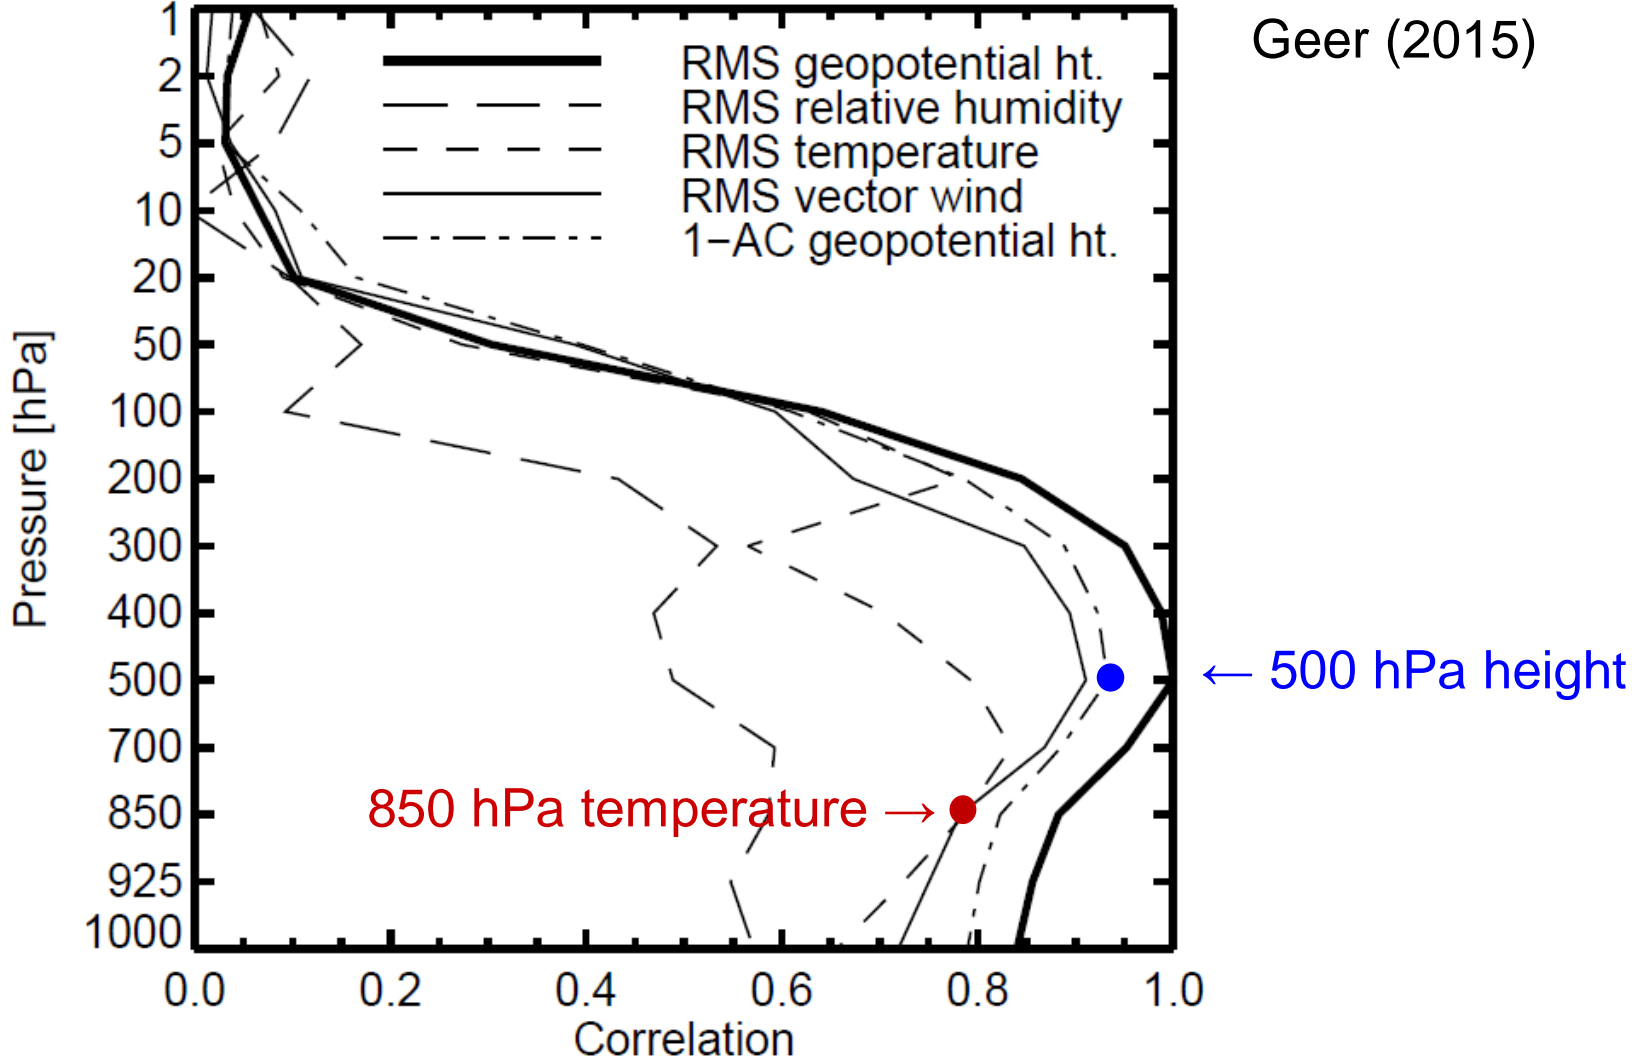 Geer (2015)
RMS geopotential ht.
RMS relative humidity
RMS temperature
RMS vector wind
1−AC geopotential ht.
1
2
5
10
20
50
100
200
300
400
500
700
850
925
1000
Pressure [hPa]
← 500 hPa height
850 hPa temperature →
0.0 0.2 0.4 0.6 0.8 1.0
Correlation